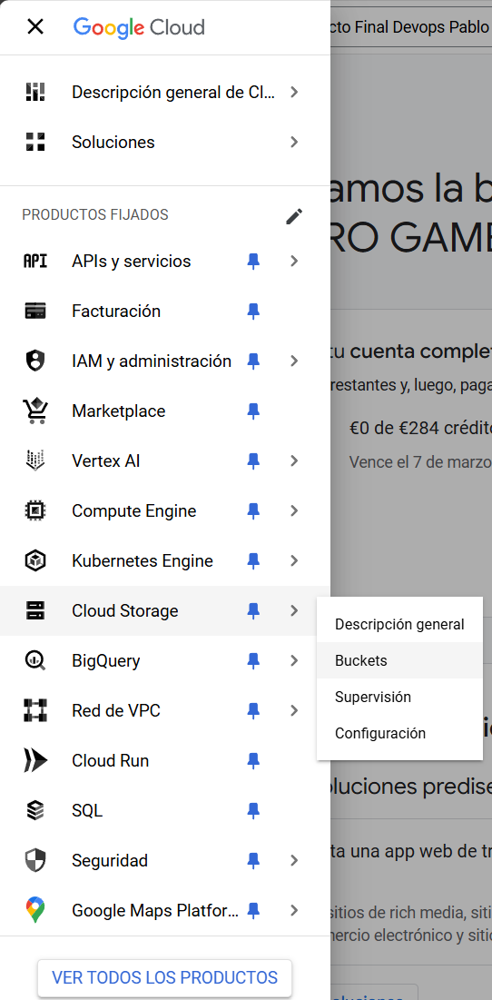 Google Cloud
cto Final Devops Pablo
Descripción general de Cl...
Soluciones
amos la b
RO GAME
PRODUCTOS FIJADOS
API APIs y servicios
Facturación
tu cuenta complet
IAM y administración
restantes y, luego, paga
Marketplace
€0 de €284 crédito
Vertex AI
Vence el 7 de marzo
Compute Engine
Kubernetes Engine
Cloud Storage
Descripción general
BigQuery
Buckets
Supervisión
Red de VPC
Configuración
Cloud Run
oluciones predise
SQL
Seguridad
ta una app web de tr
Google Maps Platfor...
sitios de rich media, siti
mercio electrónico y sitio
VER TODOS LOS PRODUCTOS
oluciones